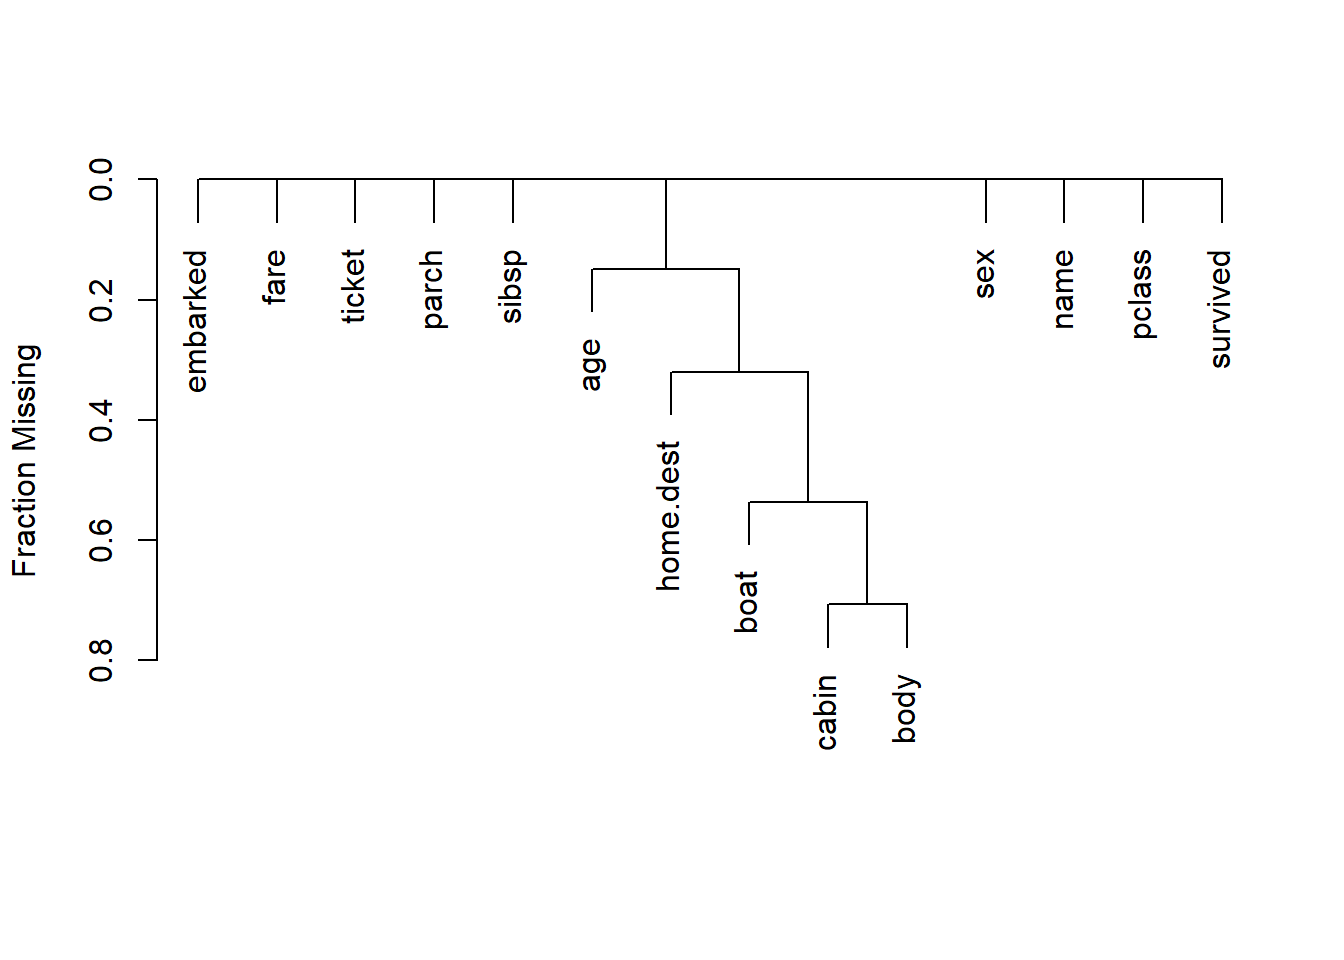 Fraction Missing
0.0
0.2
0.4
0.6
0.8
embarked
fare
ticket
parch
sibsp
age
home.dest
boat
cabin
body
sex
name
pclass
survived